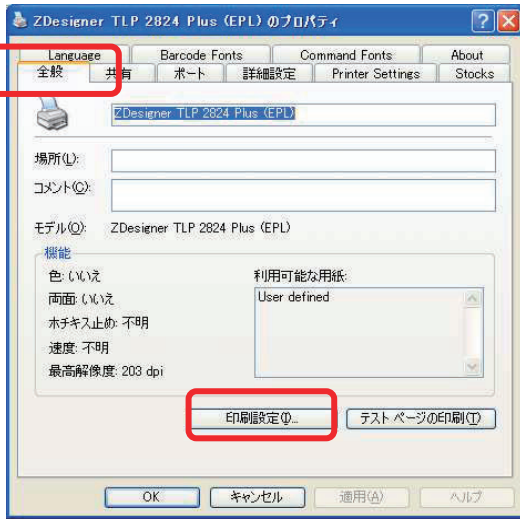 ZDesigner TLP 2824 Plus (EPL) のプロパティ
Language Barcode Fonts Command Fonts About
全般 共有 ポート 詳細設定 Printer Settings Stocks
ZDesigner TLP 2824 Plus (EPL)
場所(L):
コメント(C):
モデル(O): ZDesigner TLP 2824 Plus (EPL)
機能
色: いいえ 利用可能な用紙:
両面: いいえ User defined
ホチキス止め: 不明
速度: 不明
最高解像度: 203 dpi
印刷設定(I)... テスト ページの印刷(T)
OK キャンセル 適用(A) ヘルプ